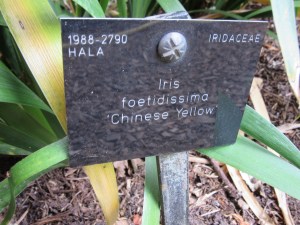 1988-2790 IRIDACEAE
HALA
Iris
foetidissima
'Chinese Yellow'